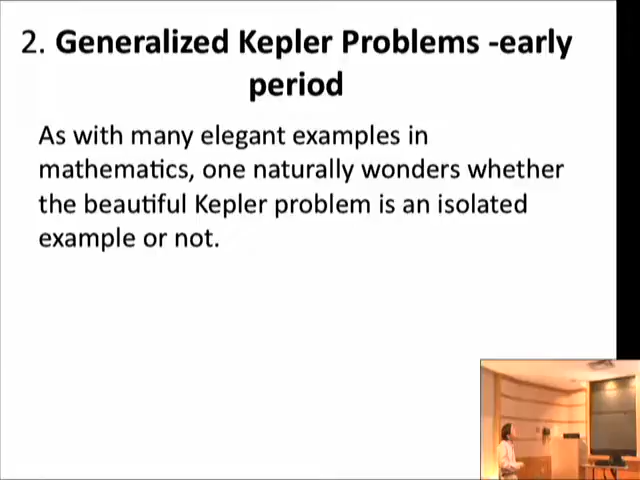 2. Generalized Kepler Problems -early
period
As with many elegant examples in
mathematics, one naturally wonders whether
the beautiful Kepler problem is an isolated
example or not.